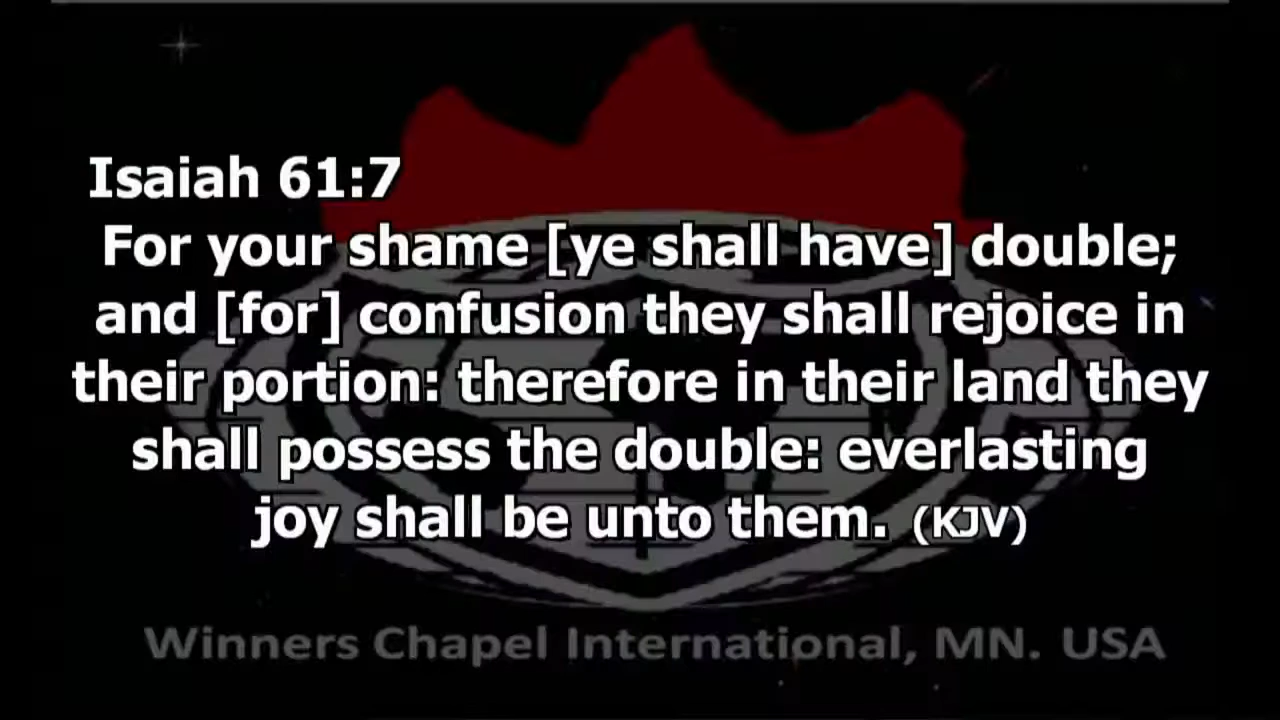 Isaiah 61:7
For your shame [ye shall have] double;
and [for] confusion they shall rejoice in
their portion: therefore in their land they
shall possess the double: everlasting
joy shall be unto them. (KJV)
Winners Chapel International, MN. USA